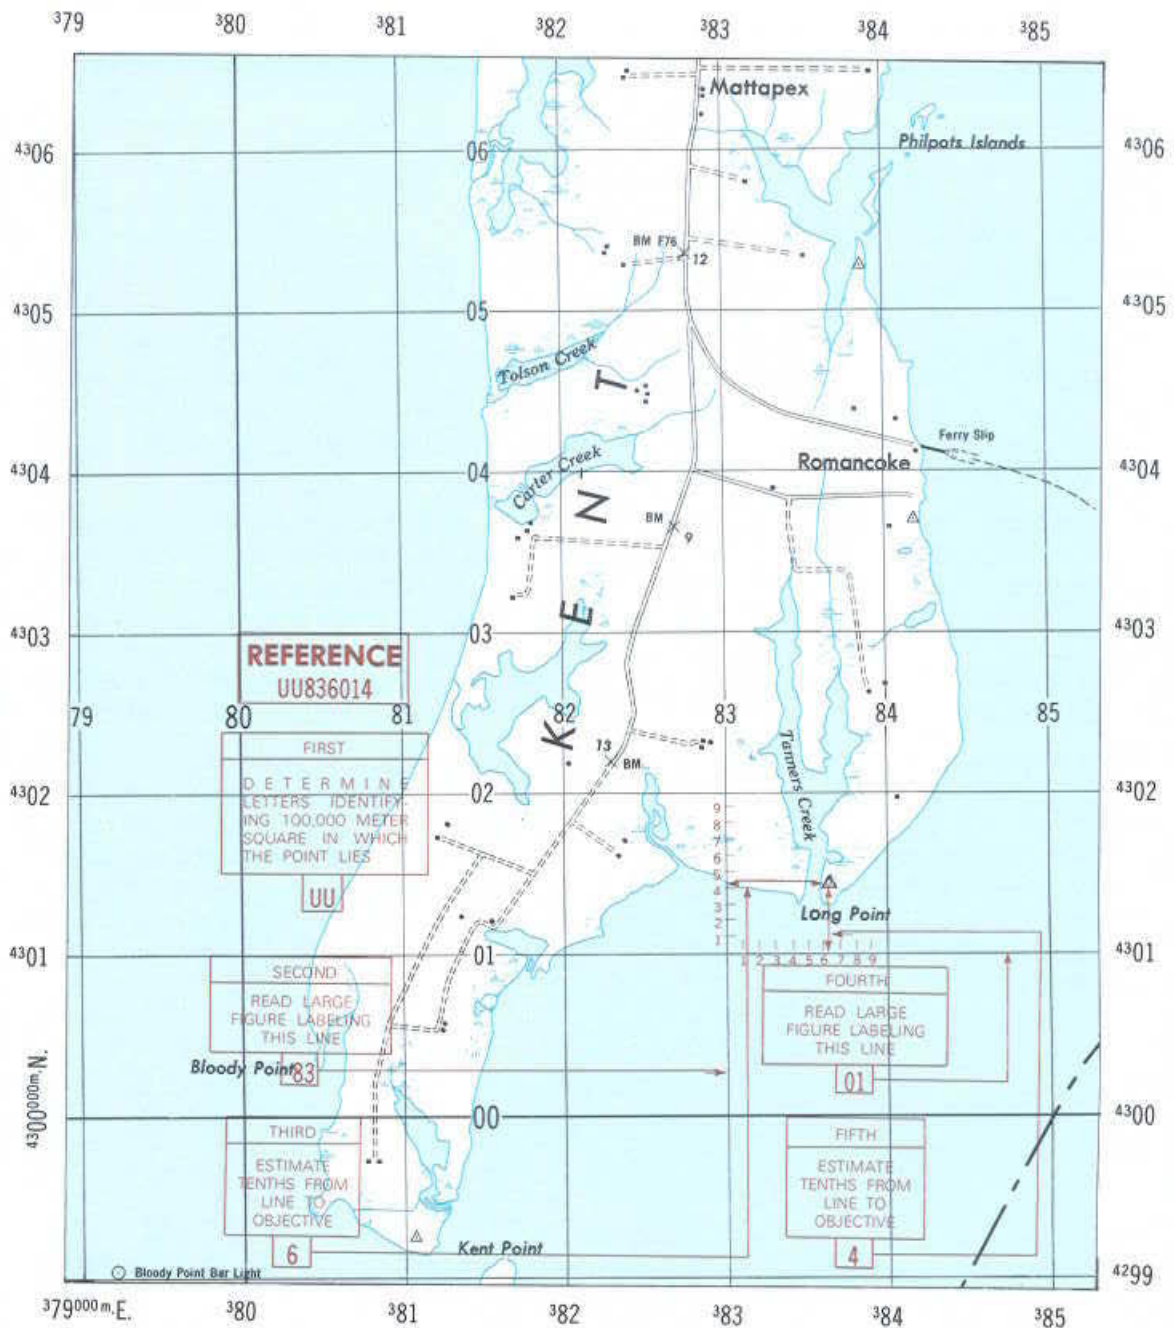 379 380 381 382 383 384 385
Mattapex
4306 06 Philpots Islands 4306
BM F76
12
4305 05 4305
Tolson Creek
T
Ferry Slip
4304 04 Carter Creek Romancoke 4304
N
BM
9
E
4303 03 4303
REFERENCE
UU836014
79 80 81 82 83 84 85
K
FIRST
DETERMINE
LETTERS IDENTIFY-
ING 100,000 METER
SQUARE IN WHICH
THE POINT LIES
UU
13 BM
Tanners Creek
4302 02 4302
9
8
7
6
5
4
3
2
1
Long Point
4301 01 4301
1 2 3 4 5 6 7 8 9
SECOND
READ LARGE
FIGURE LABELING
THIS LINE
83
Bloody Point
FOURTH
READ LARGE
FIGURE LABELING
THIS LINE
01
4300000m.N. 00 4300
THIRD
ESTIMATE
TENTHS FROM
LINE TO
OBJECTIVE
6
FIFTH
ESTIMATE
TENTHS FROM
LINE TO
OBJECTIVE
4
Kent Point
Bloody Point Bar Light
4299
379000m.E. 380 381 382 383 384 385